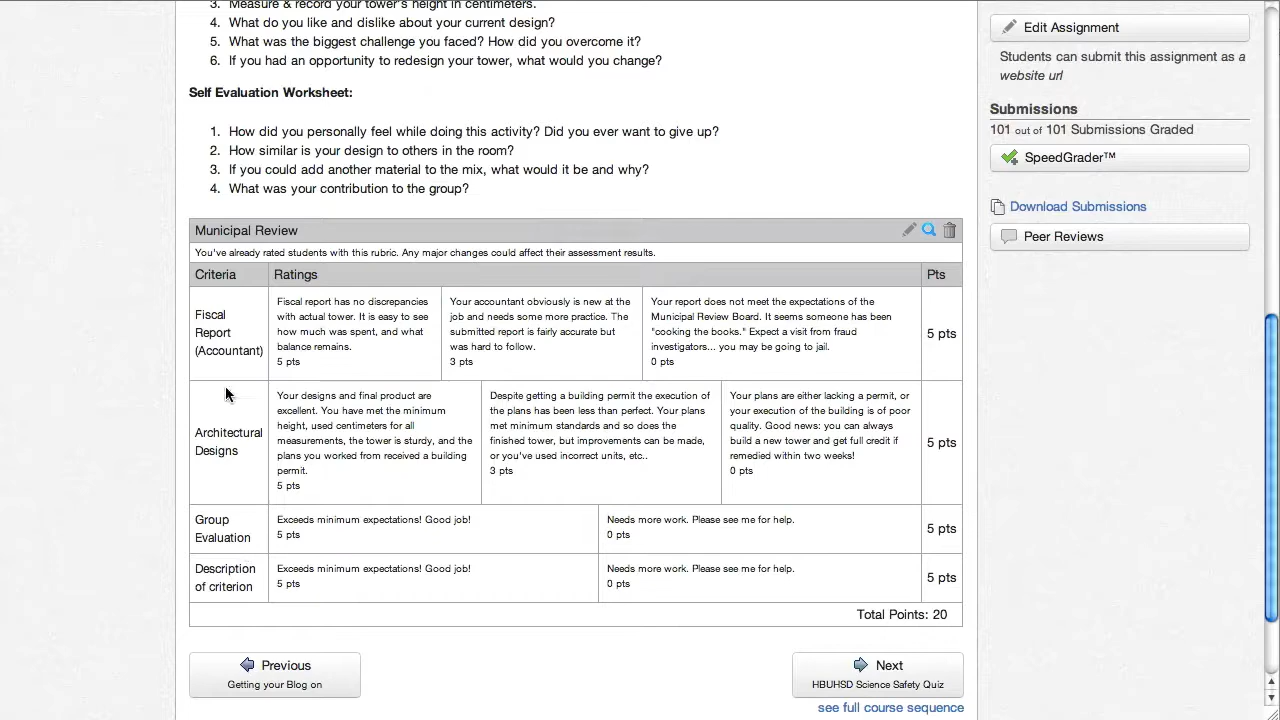 3. Measure & record your tower's height in centimeters.
4. What do you like and dislike about your current design?
5. What was the biggest challenge you faced? How did you overcome it?
6. If you had an opportunity to redesign your tower, what would you change?
Self Evaluation Worksheet:
1. How did you personally feel while doing this activity? Did you ever want to give up?
2. How similar is your design to others in the room?
3. If you could add another material to the mix, what would it be and why?
4. What was your contribution to the group?
Municipal Review
You've already rated students with this rubric. Any major changes could affect their assessment results.
Criteria
Ratings
Pts
Fiscal
Report
(Accountant)
Fiscal report has no discrepancies
with actual tower. It is easy to see
how much was spent, and what
balance remains.
5 pts
Your accountant obviously is new at the
job and needs some more practice. The
submitted report is fairly accurate but
was hard to follow.
3 pts
Your report does not meet the expectations of the
Municipal Review Board. It seems someone has been
"cooking the books." Expect a visit from fraud
investigators... you may be going to jail.
0 pts
5 pts
Architectural
Designs
Your designs and final product are
excellent. You have met the minimum
height, used centimeters for all
measurements, the tower is sturdy, and the
plans you worked from received a building
permit.
5 pts
Despite getting a building permit the execution of
the plans has been less than perfect. Your plans
met minimum standards and so does the
finished tower, but improvements can be made,
or you've used incorrect units, etc..
3 pts
Your plans are either lacking a permit, or
your execution of the building is of poor
quality. Good news: you can always
build a new tower and get full credit if
remedied within two weeks!
0 pts
5 pts
Group
Evaluation
Exceeds minimum expectations! Good job!
5 pts
Needs more work. Please see me for help.
0 pts
5 pts
Description
of criterion
Exceeds minimum expectations! Good job!
5 pts
Needs more work. Please see me for help.
0 pts
5 pts
Total Points: 20
Previous
Getting your Blog on
Next
HBUHSD Science Safety Quiz
see full course sequence
Edit Assignment
Students can submit this assignment as a
website url
Submissions
101 out of 101 Submissions Graded
SpeedGrader™
Download Submissions
Peer Reviews